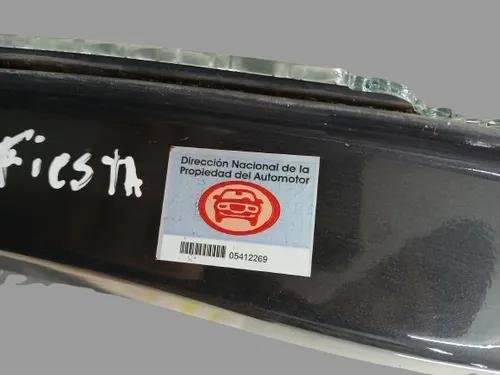 Fiesta
Dirección Nacional de la
Propiedad del Automotor
05412269